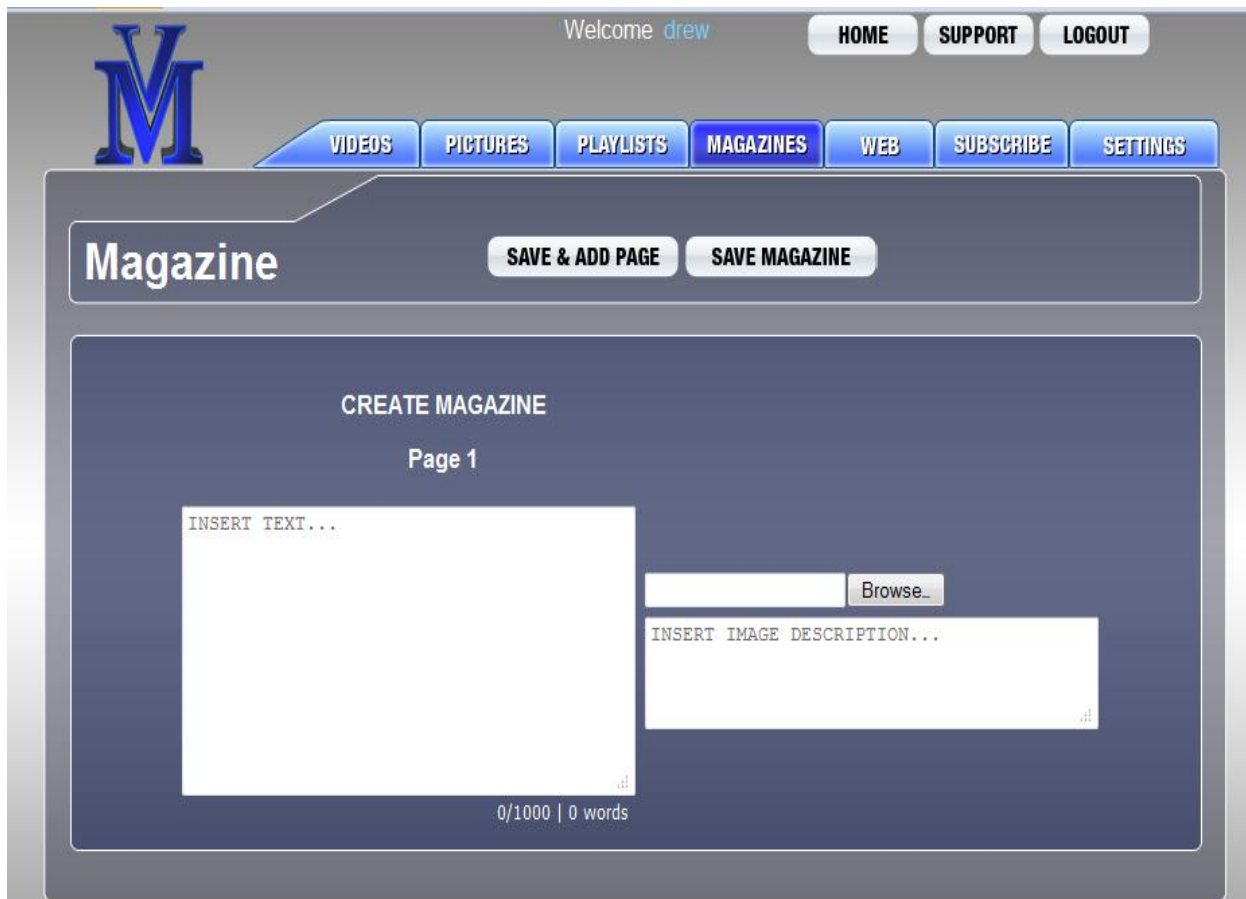 VM
Welcome drew
HOME SUPPORT LOGOUT
VIDEOS PICTURES PLAYLISTS MAGAZINES WEB SUBSCRIBE SETTINGS
Magazine
SAVE & ADD PAGE SAVE MAGAZINE
CREATE MAGAZINE
Page 1
INSERT TEXT...
Browse_
INSERT IMAGE DESCRIPTION...
0/1000 | 0 words